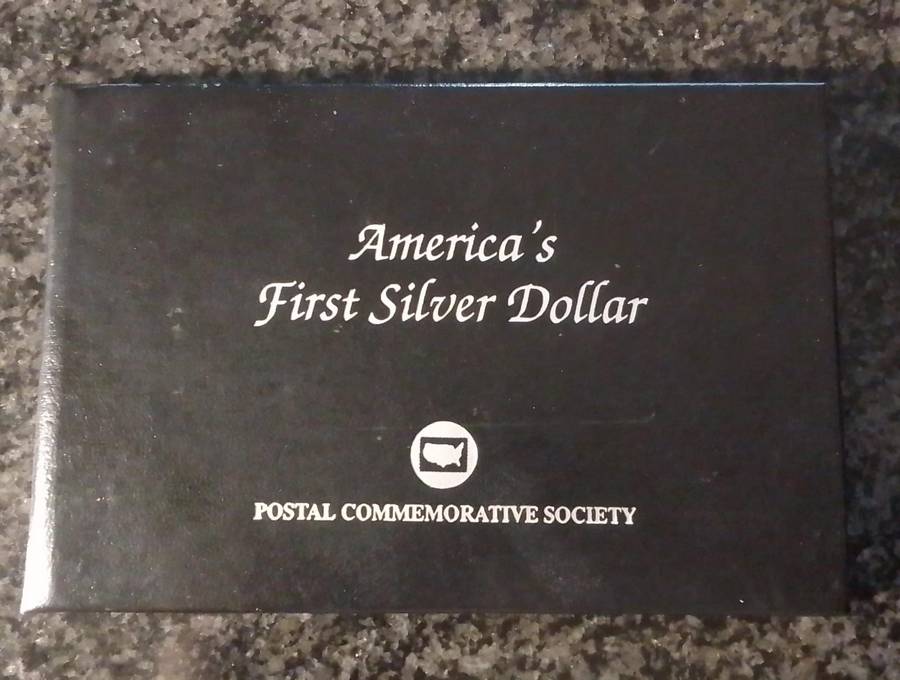 America's
First Silver Dollar
POSTAL COMMEMORATIVE SOCIETY